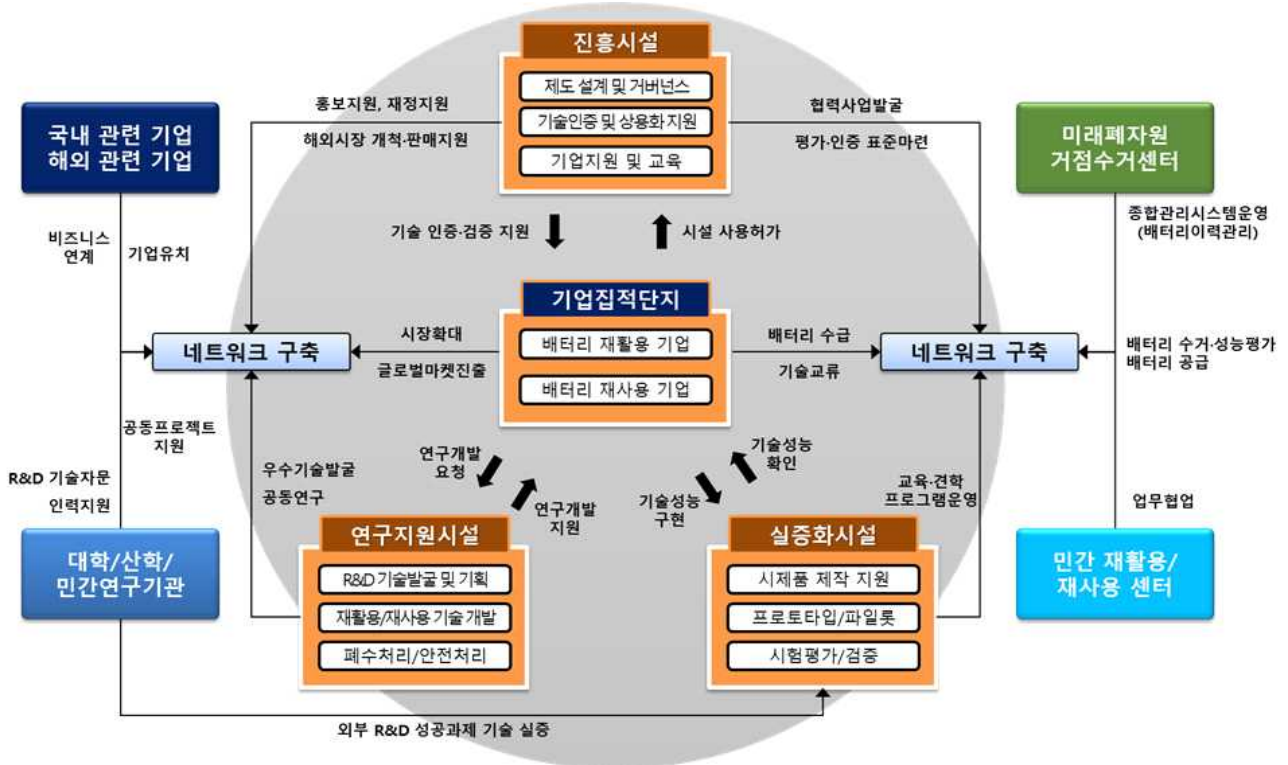 진흥시설
제도 설계 및 거버넌스
기술인증 및 상용화 지원
기업지원 및 교육
홍보지원, 재정지원
해외시장 개척·판매지원
협력사업발굴
평가·인증 표준마련
국내 관련 기업
해외 관련 기업
미래폐자원
거점수거센터
비즈니스
연계
기업유치
기술 인증·검증 지원
시설 사용허가
종합관리시스템운영
(배터리이력관리)
기업집적단지
배터리 재활용 기업
배터리 재사용 기업
네트워크 구축
시장확대
글로벌마켓진출
배터리 수급
기술교류
네트워크 구축
배터리 수거·성능평가
배터리 공급
공동프로젝트
지원
R&D 기술자문
인력지원
우수기술발굴
공동연구
연구개발
요청
연구개발
지원
기술성능
확인
기술성능
구현
교육·견학
프로그램운영
업무협업
대학/산학/
민간연구기관
연구지원시설
R&D 기술발굴 및 기획
재활용/재사용 기술 개발
폐수처리/안전처리
실증화시설
시제품 제작 지원
프로토타입/파일롯
시험평가/검증
민간 재활용/
재사용 센터
외부 R&D 성공과제 기술 실증